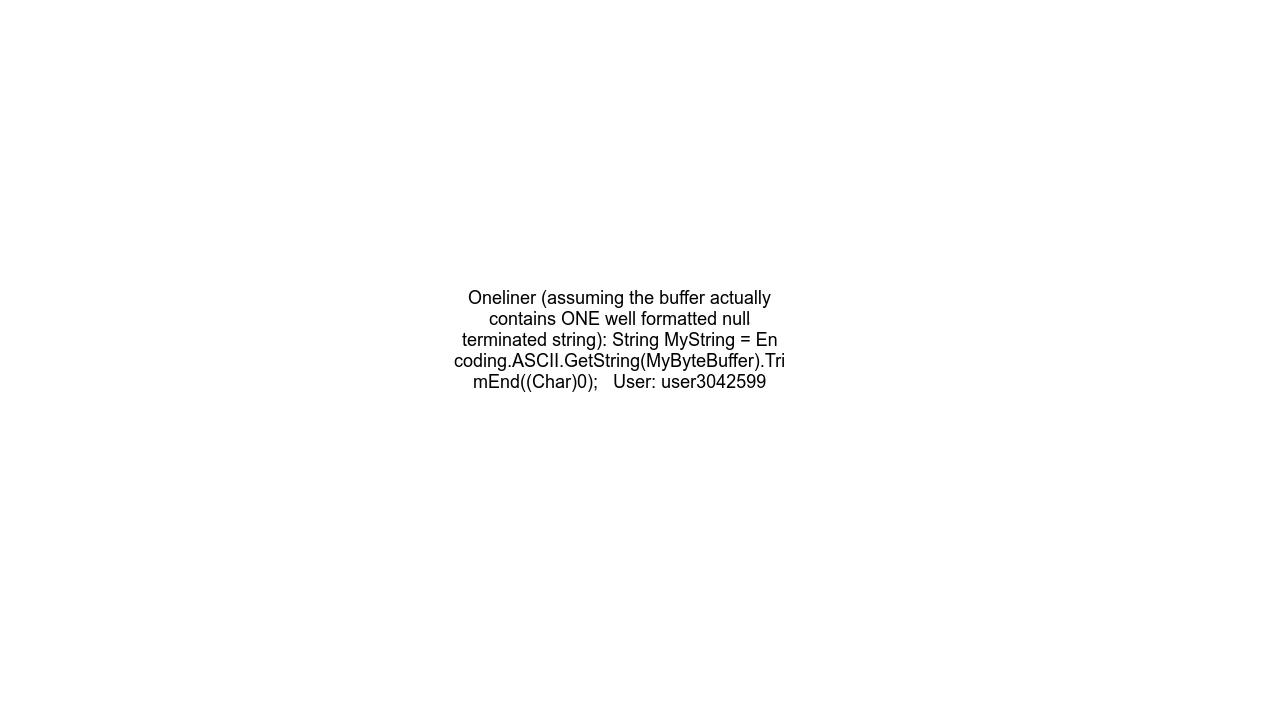 Oneliner (assuming the buffer actually
contains ONE well formatted null
terminated string): String MyString = En
coding.ASCII.GetString(MyByteBuffer).Tri
mEnd((Char)0);   User: user3042599